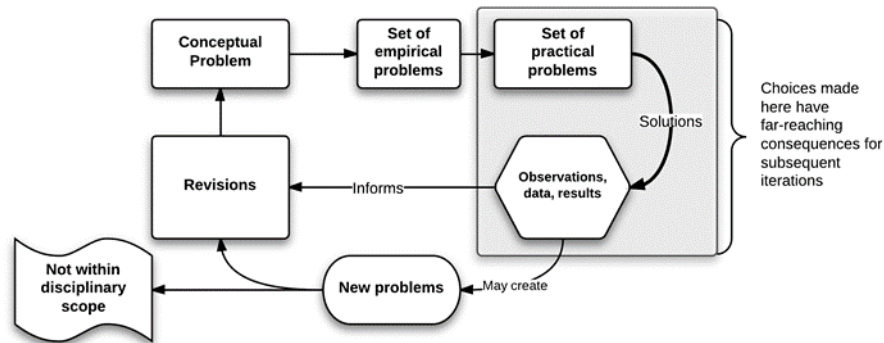 Conceptual
Problem
Set of
empirical
problems
Set of
practical
problems
Solutions
Choices made
here have
far-reaching
consequences for
subsequent
iterations
Revisions
Informs
Observations,
data, results
Not within
disciplinary
scope
New problems
May create